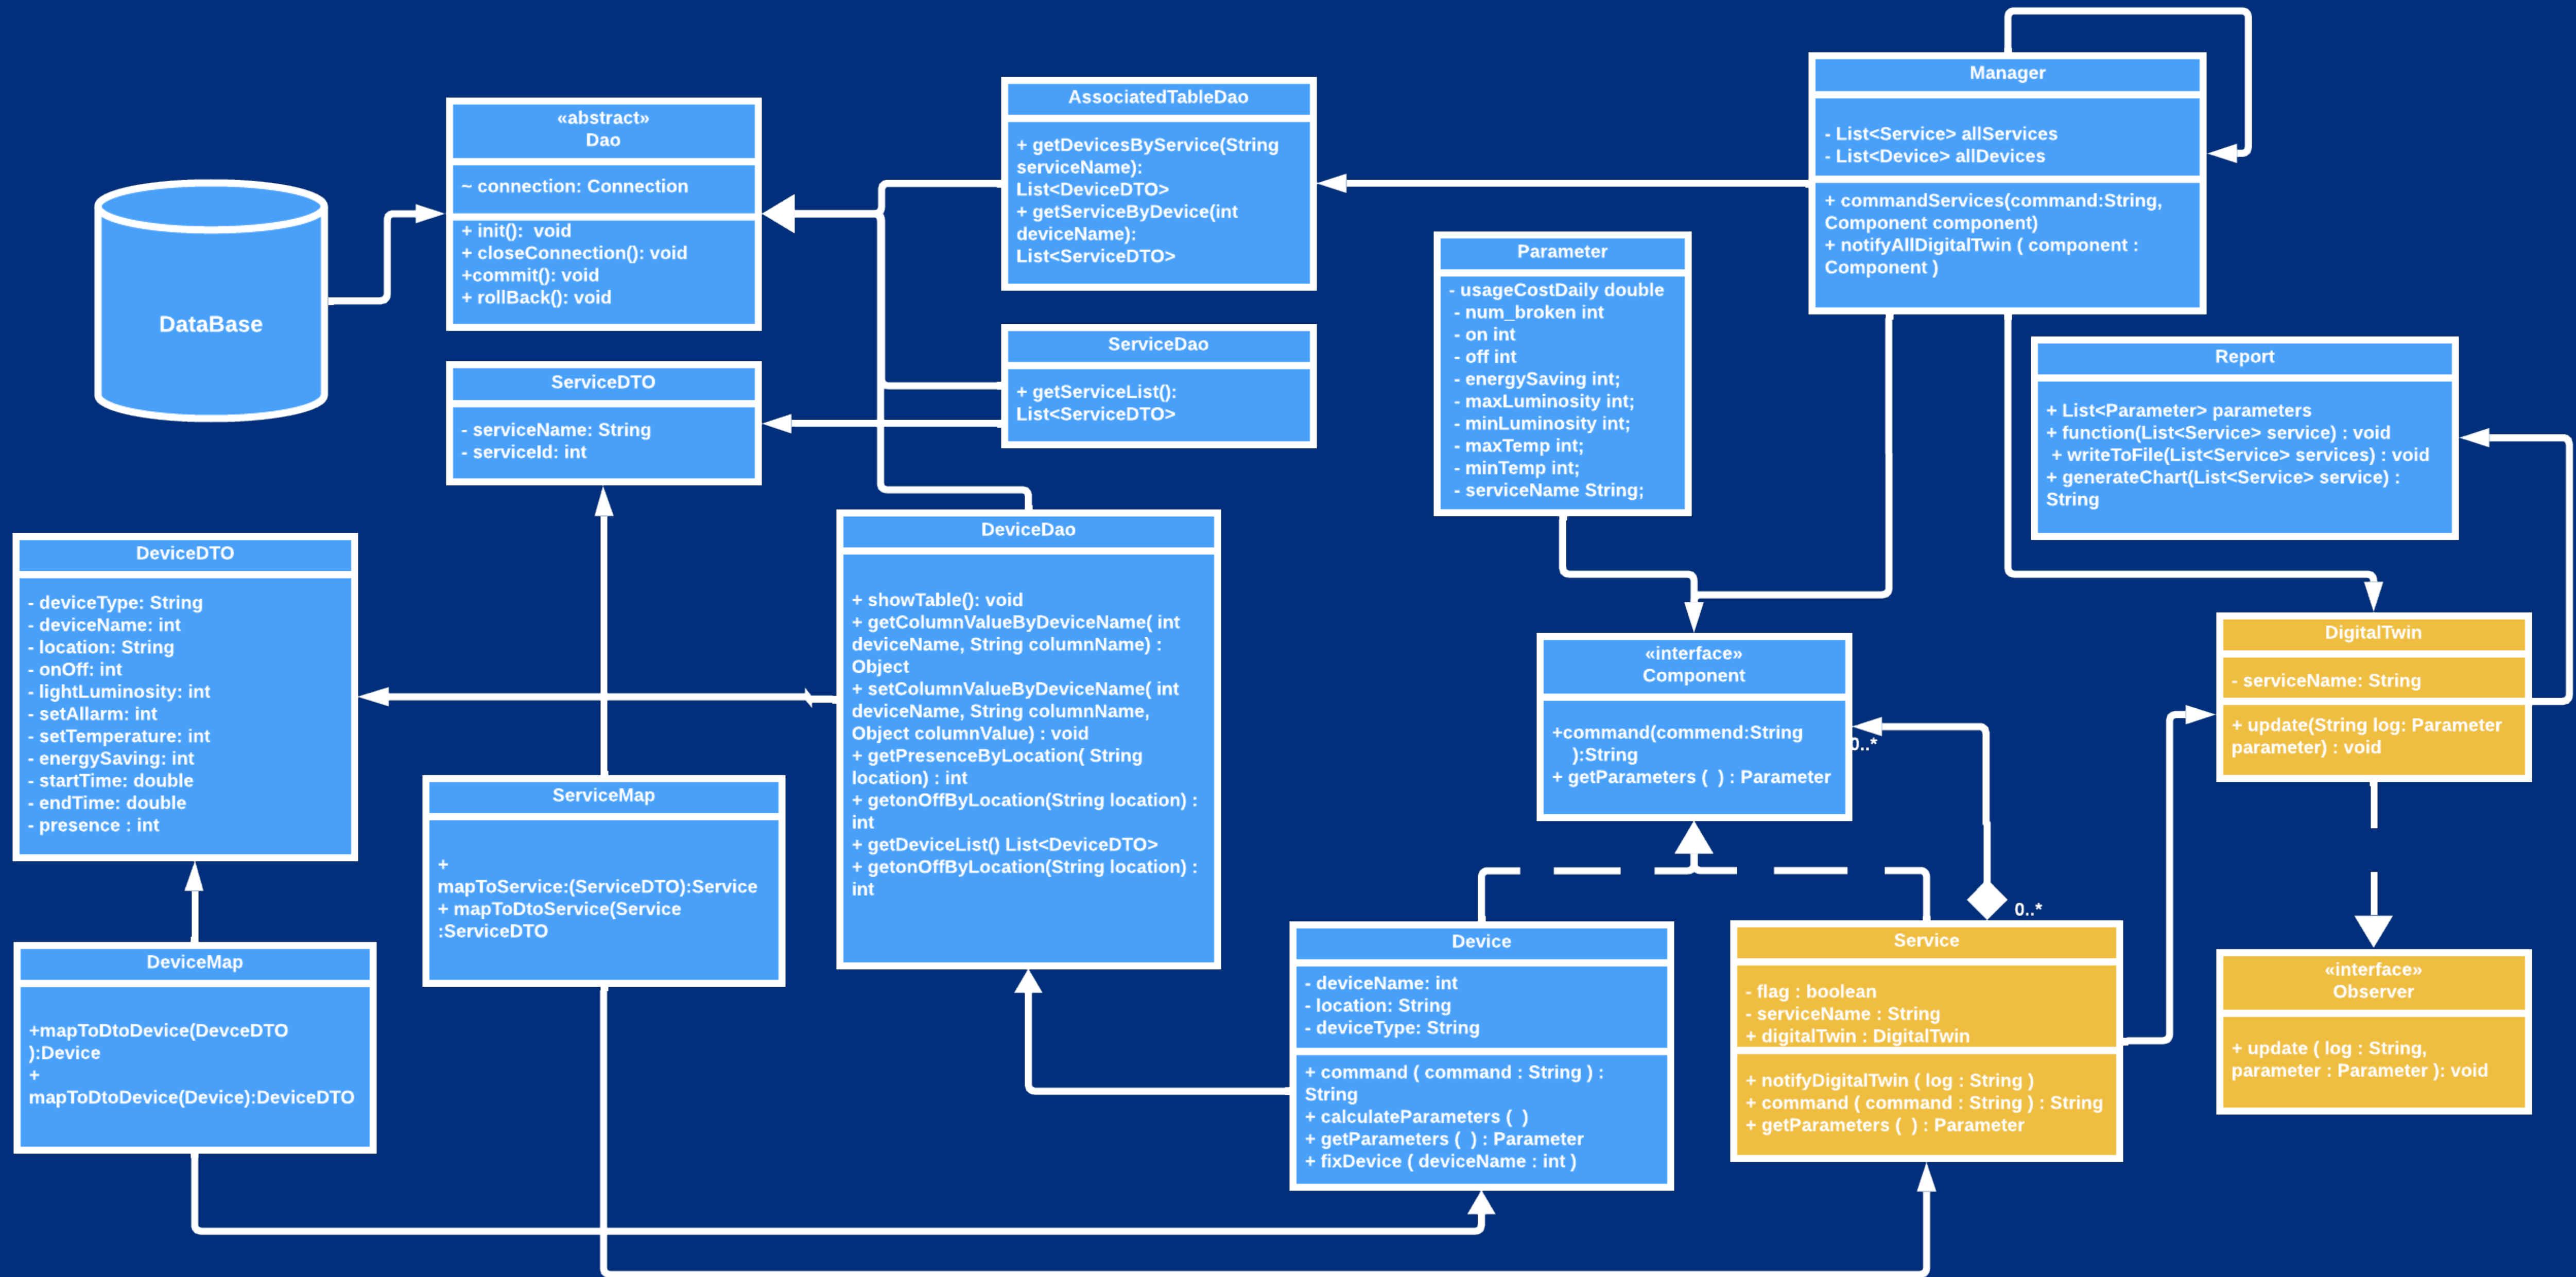 DataBase
«abstract»
Dao
~ connection: Connection
+ init():  void
+ closeConnection(): void
+commit(): void
+ rollBack(): void
ServiceDTO
- serviceName: String
- serviceId: int
AssociatedTableDao
+ getDevicesByService(String
serviceName):
List<DeviceDTO>
+ getServiceByDevice(int
deviceName):
List<ServiceDTO>
ServiceDao
+ getServiceList():
List<ServiceDTO>
Manager
- List<Service> allServices
- List<Device> allDevices
+ commandServices(command:String,
Component component)
+ notifyAllDigitalTwin ( component :
Component )
Parameter
- usageCostDaily double
- num_broken int
- on int
- off int
- energySaving int;
- maxLuminosity int;
- minLuminosity int;
- maxTemp int;
- minTemp int;
- serviceName String;
Report
+ List<Parameter> parameters
+ function(List<Service> service) : void
+ writeToFile(List<Service> services) : void
+ generateChart(List<Service> service) :
String
DeviceDTO
- deviceType: String
- deviceName: int
- location: String
- onOff: int
- lightLuminosity: int
- setAllarm: int
- setTemperature: int
- energySaving: int
- startTime: double
- endTime: double
- presence : int
DeviceDao
+ showTable(): void
+ getColumnValueByDeviceName( int
deviceName, String columnName) :
Object
+ setColumnValueByDeviceName( int
deviceName, String columnName,
Object columnValue) : void
+ getPresenceByLocation( String
location) : int
+ getonOffByLocation(String location) :
int
+ getDeviceList() List<DeviceDTO>
+ getonOffByLocation(String location) :
int
«interface»
Component
+command(commend:String
):String
+ getParameters (  ) : Parameter
0..*
0..*
DigitalTwin
- serviceName: String
+ update(String log: Parameter
parameter) : void
ServiceMap
+
mapToService:(ServiceDTO):Service
+ mapToDtoService(Service
:ServiceDTO
DeviceMap
+mapToDtoDevice(DevceDTO
):Device
+
mapToDtoDevice(Device):DeviceDTO
Device
- deviceName: int
- location: String
- deviceType: String
+ command ( command : String ) :
String
+ calculateParameters (  )
+ getParameters (  ) : Parameter
+ fixDevice ( deviceName : int )
Service
- flag : boolean
- serviceName : String
+ digitalTwin : DigitalTwin
+ notifyDigitalTwin ( log : String )
+ command ( command : String ) : String
+ getParameters (  ) : Parameter
«interface»
Observer
+ update ( log : String,
parameter : Parameter ): void